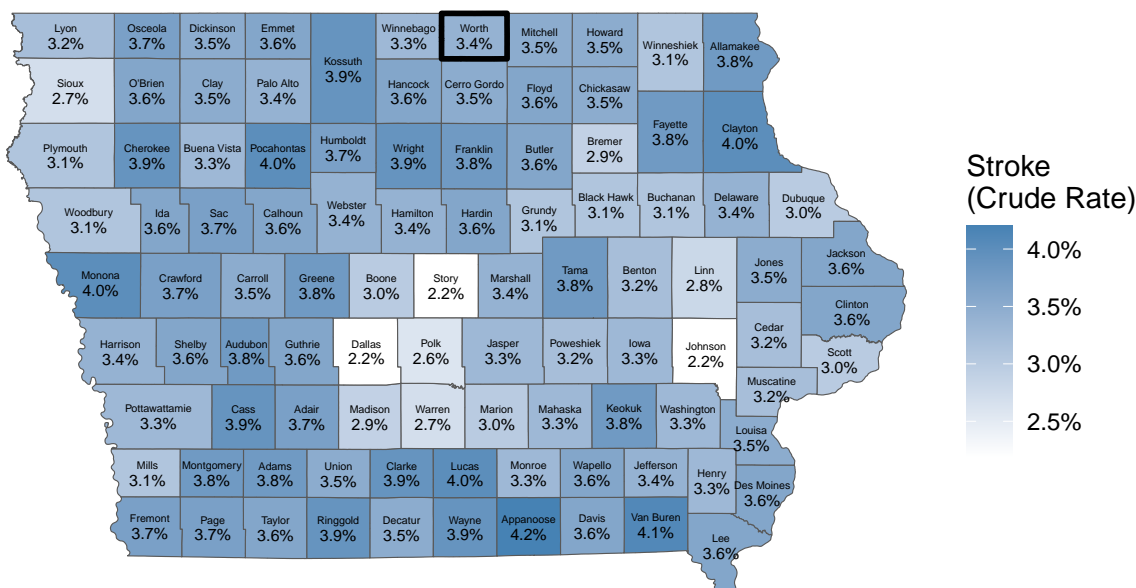 Lyon Osceola Dickinson Emmet Winnebago Worth Mitchell Howard Allamakee
3.2% 3.7% 3.5% 3.6% 3.3% 3.4% 3.5% 3.5% 3.8%
Kossuth Winneshiek
3.9% 3.1%
Sioux O'Brien Clay Palo Alto Hancock Cerro Gordo Floyd Chickasaw
2.7% 3.6% 3.5% 3.4% 3.6% 3.5% 3.6% 3.5%
Fayette Clayton
3.8% 4.0%
Plymouth Cherokee Buena Vista Pocahontas Humboldt Wright Franklin Butler Bremer
3.1% 3.9% 3.3% 4.0% 3.7% 3.9% 3.8% 3.6% 2.9%
Stroke
(Crude Rate)
Woodbury Ida Sac Calhoun Webster Hamilton Hardin Grundy Black Hawk Buchanan Delaware Dubuque
3.1% 3.6% 3.7% 3.6% 3.4% 3.4% 3.6% 3.1% 3.1% 3.1% 3.4% 3.0%
4.0%
Monona Crawford Carroll Greene Boone Story Marshall Tama Benton Linn Jones Jackson
4.0% 3.7% 3.5% 3.8% 3.0% 2.2% 3.4% 3.8% 3.2% 2.8% 3.5% 3.6%
3.5%
Clinton
3.6%
3.0%
Harrison Shelby Audubon Guthrie Dallas Polk Jasper Poweshiek Iowa Johnson Cedar Scott
3.4% 3.6% 3.8% 3.6% 2.2% 2.6% 3.3% 3.2% 3.3% 2.2% 3.2% 3.0%
Muscatine
3.2%
2.5%
Pottawattamie Cass Adair Madison Warren Marion Mahaska Keokuk Washington Louisa
3.3% 3.9% 3.7% 2.9% 2.7% 3.0% 3.3% 3.8% 3.3% 3.5%
Mills Montgomery Adams Union Clarke Lucas Monroe Wapello Jefferson Henry Des Moines
3.1% 3.8% 3.8% 3.5% 3.9% 4.0% 3.3% 3.6% 3.4% 3.3% 3.6%
Fremont Page Taylor Ringgold Decatur Wayne Appanoose Davis Van Buren Lee
3.7% 3.7% 3.6% 3.9% 3.5% 3.9% 4.2% 3.6% 4.1% 3.6%